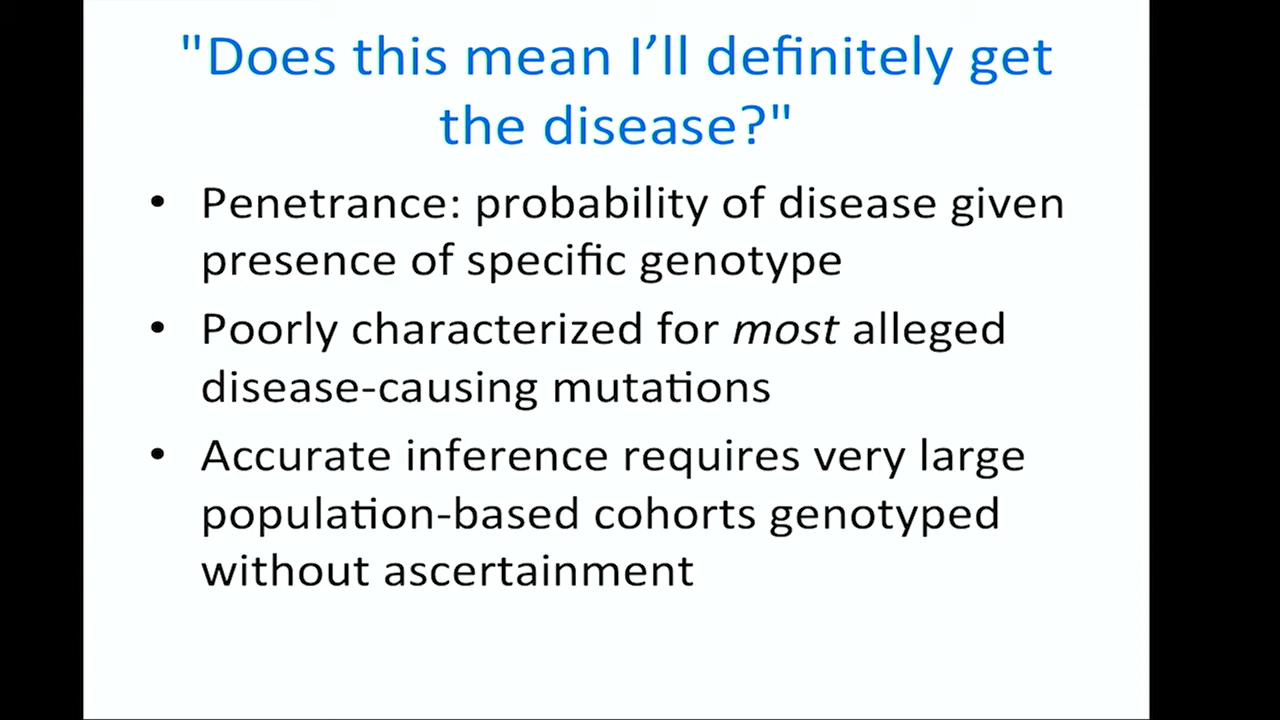 "Does this mean I’ll definitely get
the disease?"
• Penetrance: probability of disease given
presence of specific genotype
• Poorly characterized for most alleged
disease-causing mutations
• Accurate inference requires very large
population-based cohorts genotyped
without ascertainment